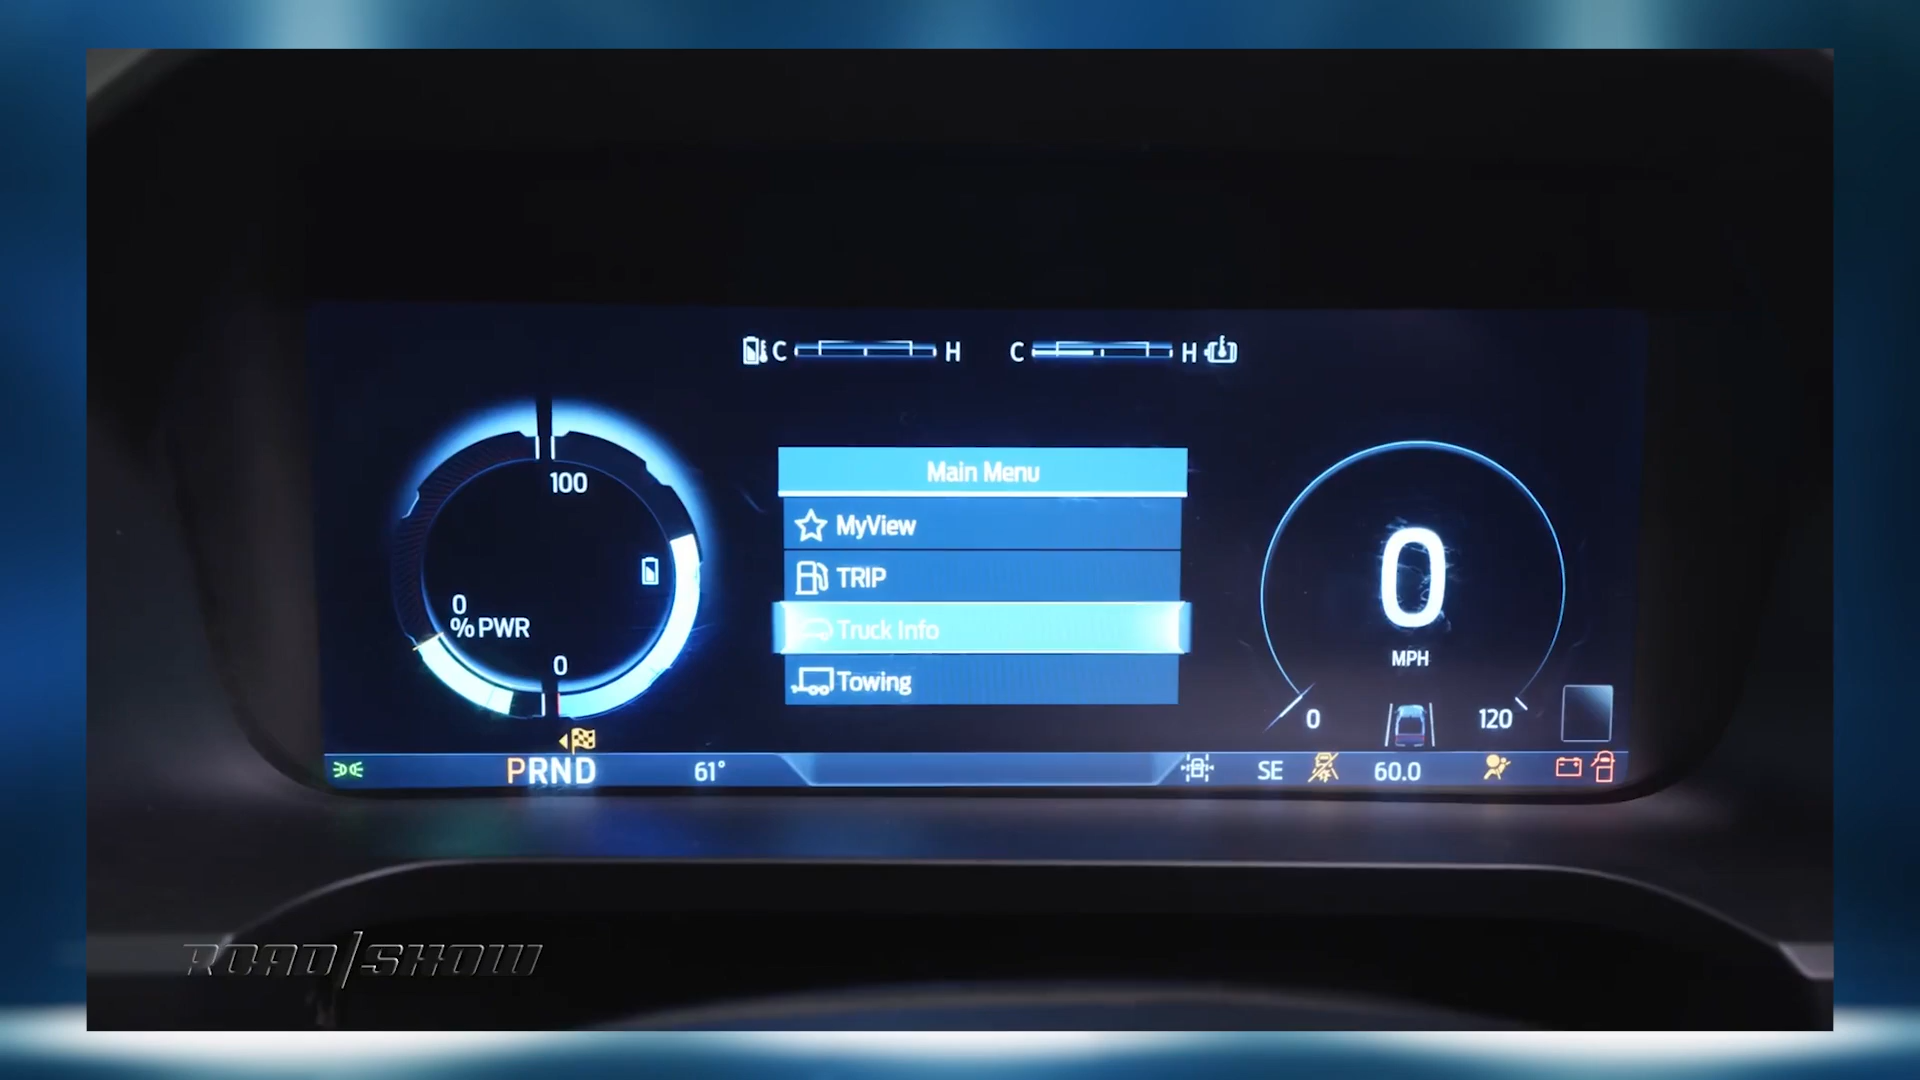 C H C H
Main Menu
100
MyView
TRIP
0
% PWR
Truck Info
0
MPH
0
Towing
0 120
PRND 61° SE 60.0
ROAD/SHOW